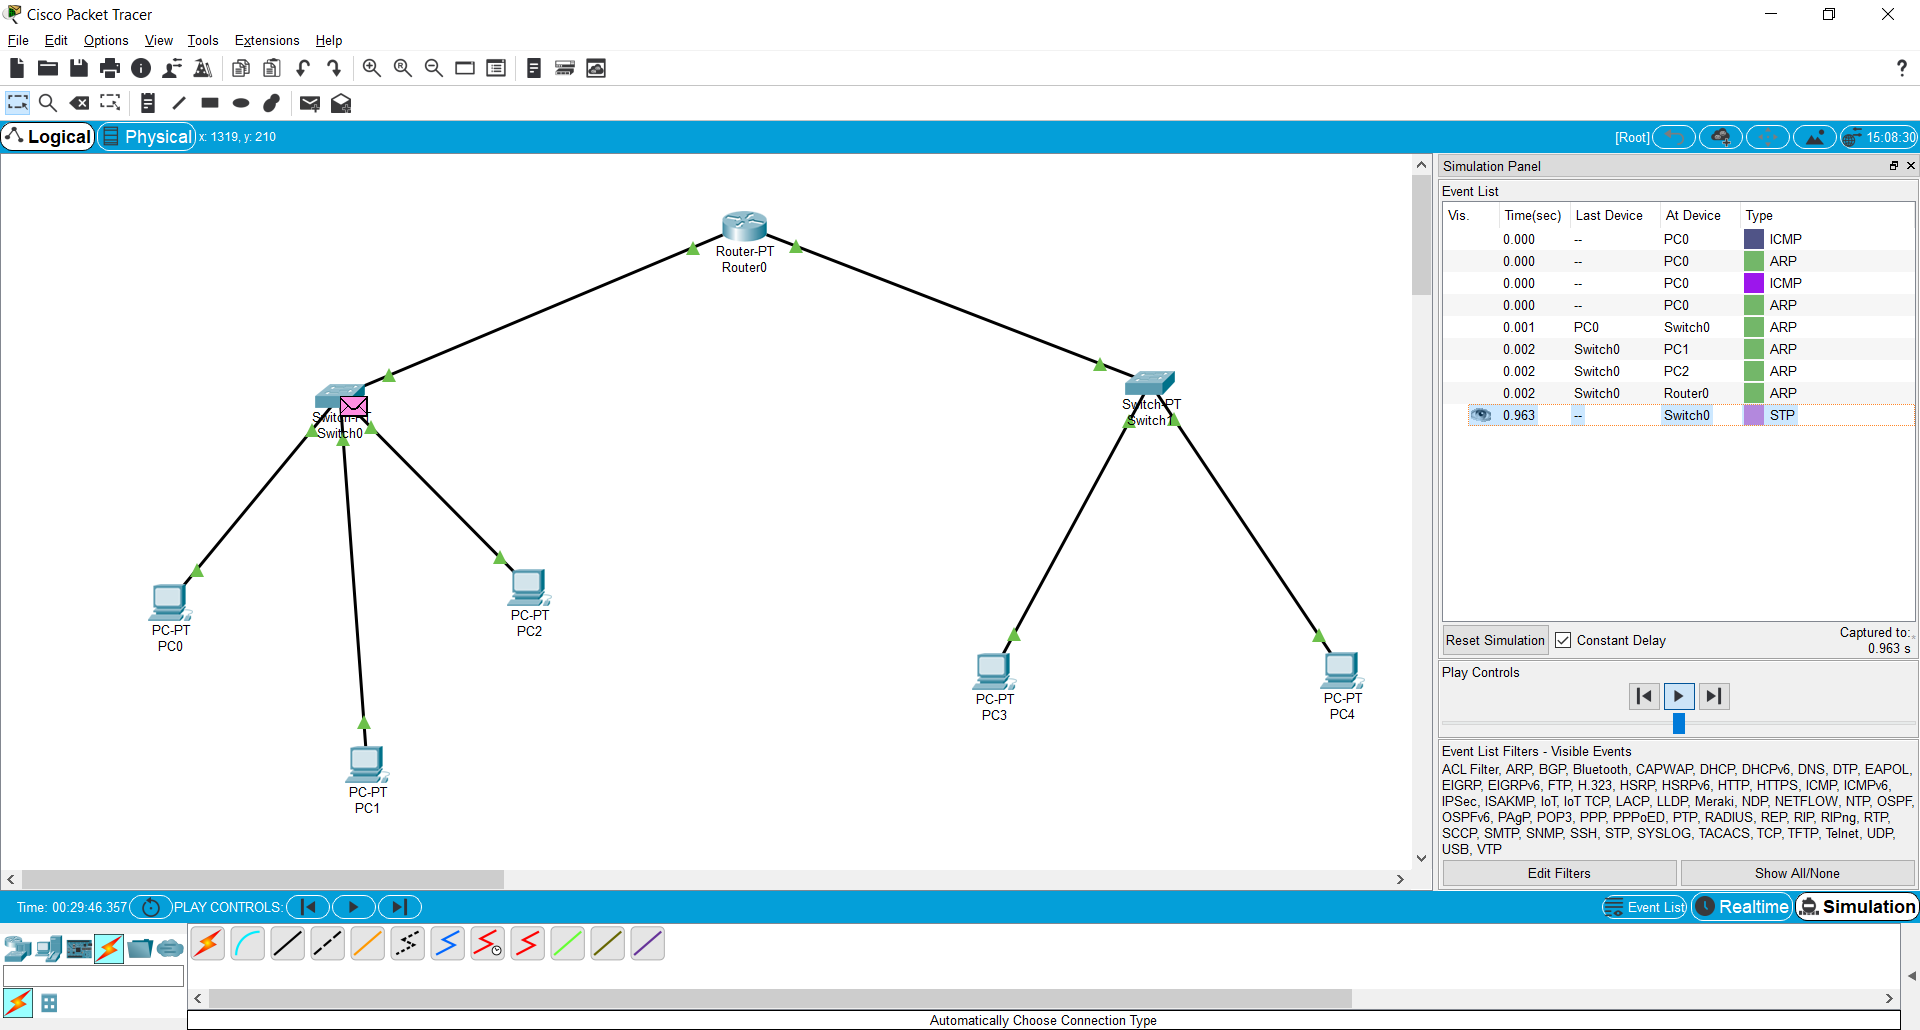 Cisco Packet Tracer
File Edit Options View Tools Extensions Help
?
Logical Physical x: 1319, y: 210 [Root] 15:08:30
Simulation Panel
Event List
Vis. Time(sec) Last Device At Device Type
0.000 -- PC0 ICMP
0.000 -- PC0 ARP
0.000 -- PC0 ICMP
0.000 -- PC0 ARP
0.001 PC0 Switch0 ARP
0.002 Switch0 PC1 ARP
0.002 Switch0 PC2 ARP
0.002 Switch0 Router0 ARP
0.963 -- Switch0 STP
Reset Simulation Constant Delay Captured to:
0.963 s
Play Controls
Event List Filters - Visible Events
ACL Filter, ARP, BGP, Bluetooth, CAPWAP, DHCP, DHCPv6, DNS, DTP, EAPOL,
EIGRP, EIGRPv6, FTP, H.323, HSRP, HSRPv6, HTTP, HTTPS, ICMP, ICMPv6,
IPSec, ISAKMP, IoT, IoT TCP, LACP, LLDP, Meraki, NDP, NETFLOW, NTP, OSPF,
OSPFv6, PAgP, POP3, PPP, PPPoED, PTP, RADIUS, REP, RIP, RIPng, RTP,
SCCP, SMTP, SNMP, SSH, STP, SYSLOG, TACACS, TCP, TFTP, Telnet, UDP,
USB, VTP
Edit Filters Show All/None
Router-PT
Router0
Switch-PT
Switch0
Switch-PT
Switch1
PC-PT
PC0
PC-PT
PC2
PC-PT
PC1
PC-PT
PC3
PC-PT
PC4
Time: 00:29:46.357 PLAY CONTROLS: Event List Realtime Simulation
Automatically Choose Connection Type